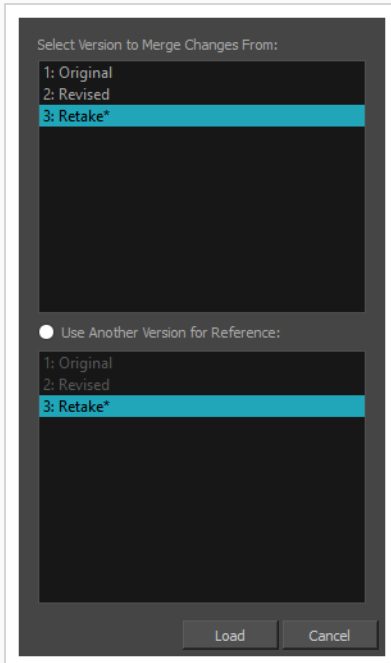 Select Version to Merge Changes From:
1: Original
2: Revised
3: Retake*
Use Another Version for Reference:
1: Original
2: Revised
3: Retake*
Load Cancel